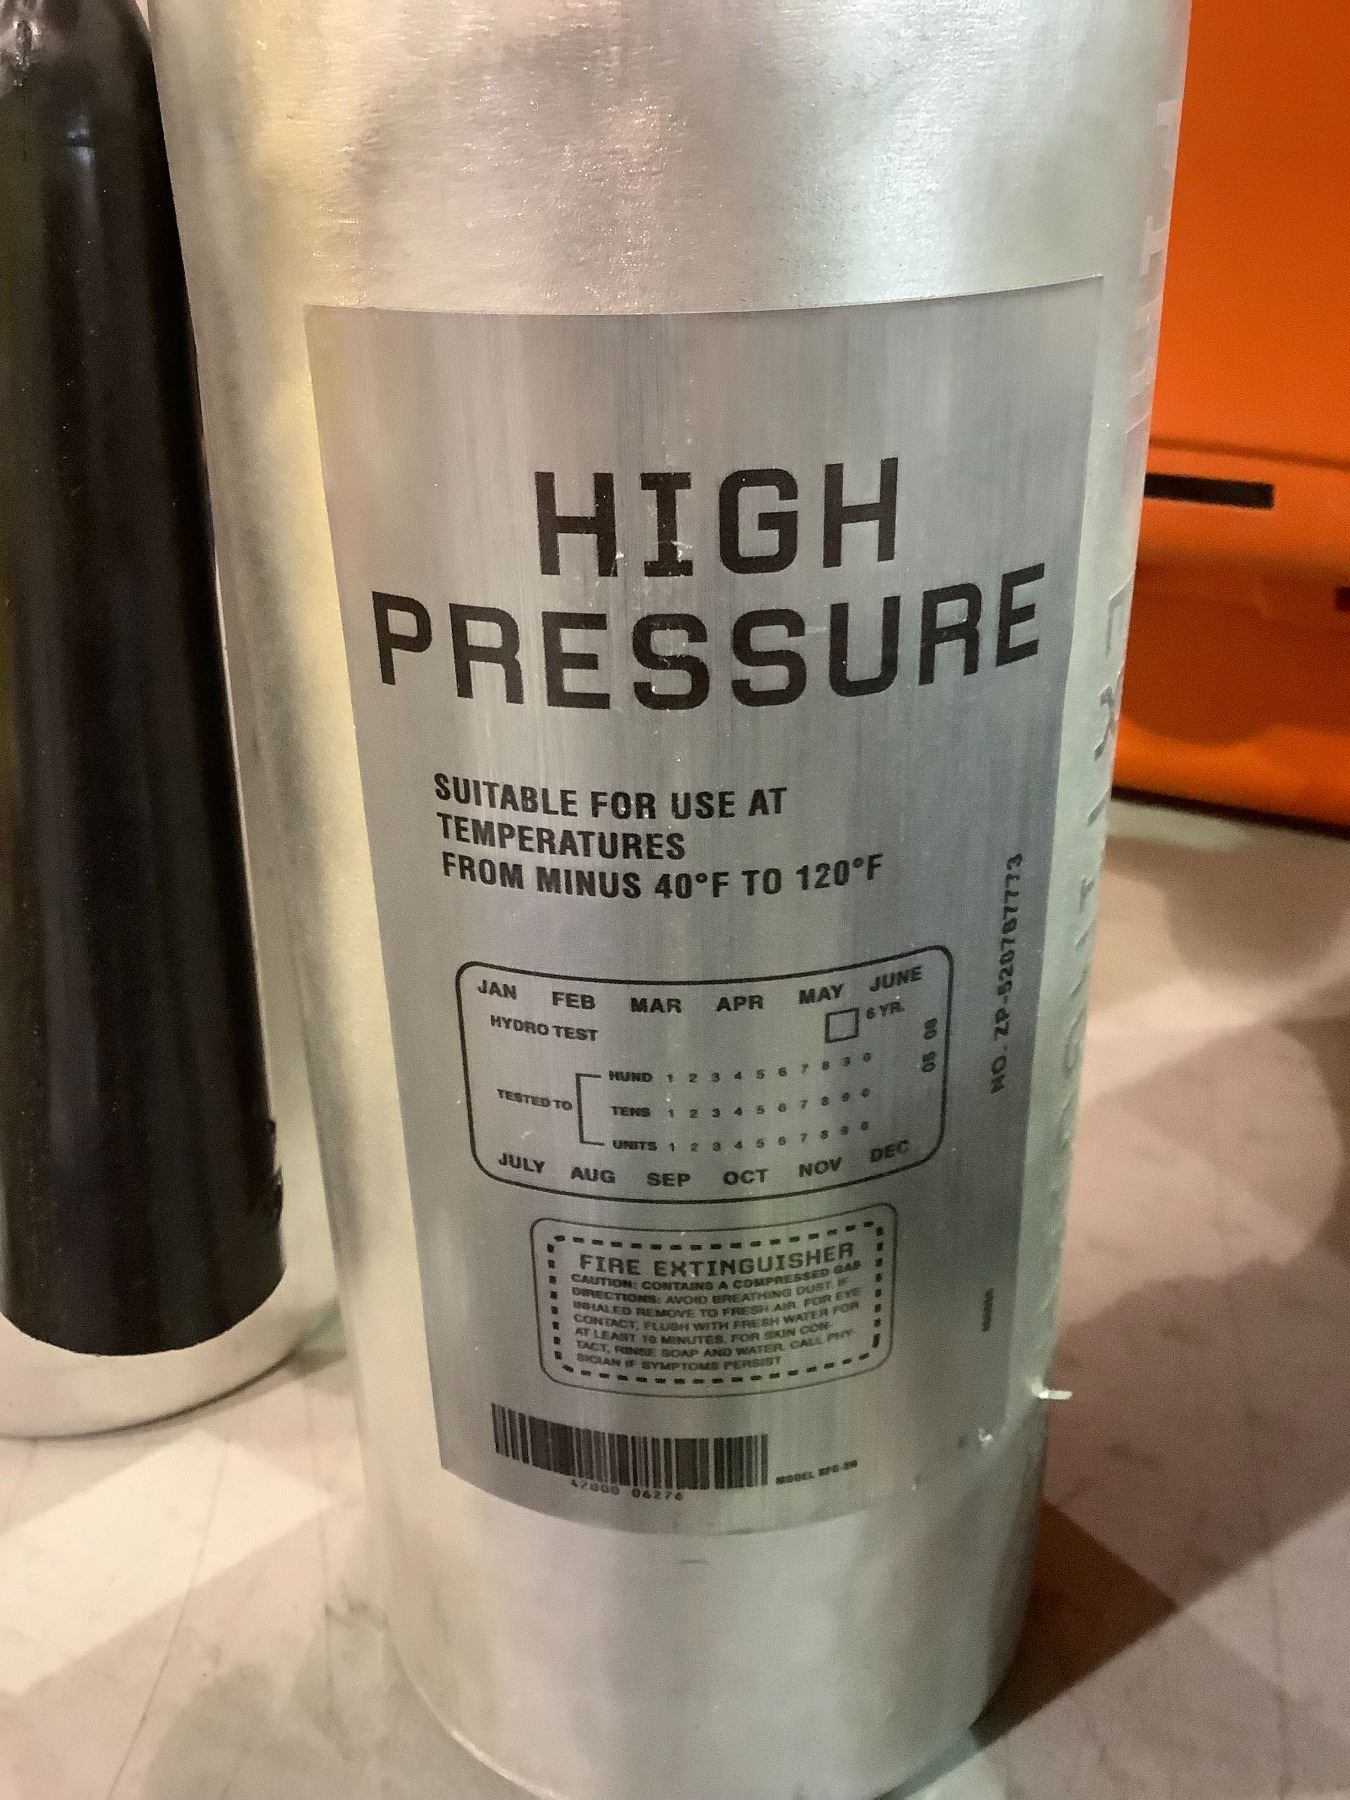 HIGH
PRESSURE
SUITABLE FOR USE AT
TEMPERATURES
FROM MINUS 40°F TO 120°F
JAN FEB MAR APR MAY JUNE
HYDRO TEST 6 YR.
TESTED TO
HUND 1 2 3 4 5 6 7 8 9 0
TENS 1 2 3 4 5 6 7 8 9 0
UNITS 1 2 3 4 5 6 7 8 9 0
JULY AUG SEP OCT NOV DEC
NO. ZP-520787773
FIRE EXTINGUISHER
CAUTION: CONTAINS A COMPRESSED GAS
DIRECTIONS: AVOID BREATHING DUST. IF
INHALED REMOVE TO FRESH AIR. FOR EYE
CONTACT, FLUSH WITH FRESH WATER FOR
AT LEAST 10 MINUTES. FOR SKIN CON-
TACT, RINSE SOAP AND WATER. CALL PHY-
SICIAN IF SYMPTOMS PERSIST
42000 06276
MODEL